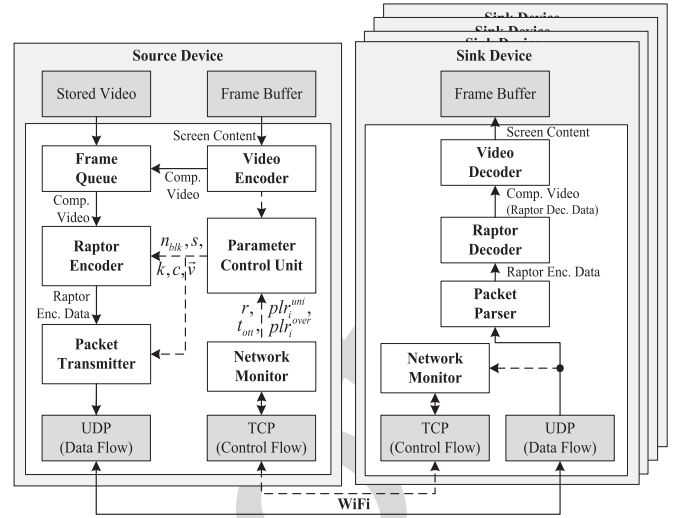 Sink Device
Sink Device
Sink Device
Source Device
Sink Device
Stored Video
Frame Buffer
Screen Content
Frame
Queue
Comp.
Video
Video
Encoder
Comp.
Video
Raptor
Encoder
n_blk, s,
k, c, v⃗
Parameter
Control Unit
Raptor
Enc. Data
r, plr_i^uni,
t_ott, plr_i^over
Packet
Transmitter
Network
Monitor
UDP
(Data Flow)
TCP
(Control Flow)
Frame Buffer
Screen Content
Video
Decoder
Comp. Video
(Raptor Dec. Data)
Raptor
Decoder
Raptor Enc. Data
Packet
Parser
Network
Monitor
TCP
(Control Flow)
UDP
(Data Flow)
WiFi